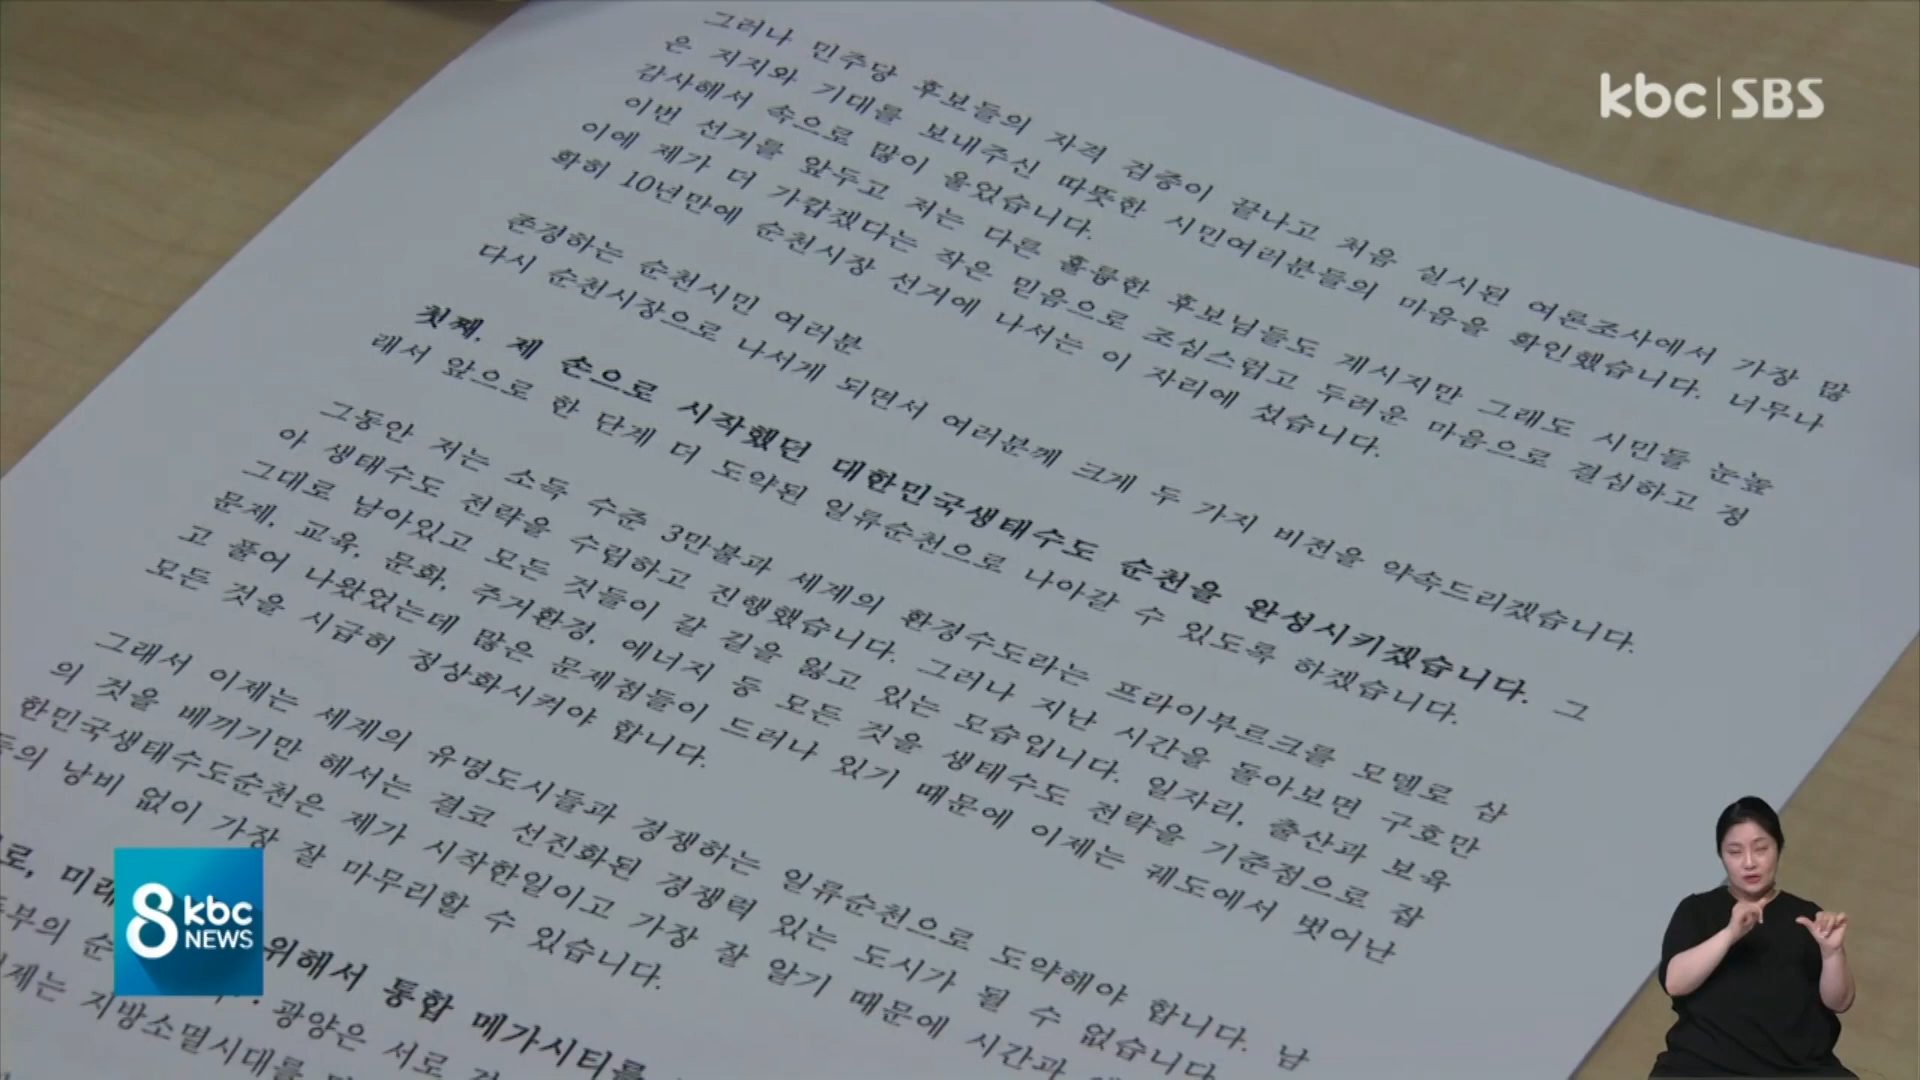 그러나 민주당 후보들의 자격 검증이 끝나고 처음 실시된 여론조사에서 가장 많
은 지지와 기대를 보내주신 따뜻한 시민여러분들의 마음을 확인했습니다. 너무나
감사해서 속으로 많이 울었습니다.
이번 선거를 앞두고 저는 다른 훌륭한 후보님들도 계시지만 그래도 시민들 눈높
이에 제가 더 가깝겠다는 작은 믿음으로 조심스럽고 두려운 마음으로 결심하고 정
확히 10년만에 순천시장 선거에 나서는 이 자리에 섰습니다.
존경하는 순천시민 여러분
다시 순천시장으로 나서게 되면서 여러분께 크게 두 가지 비전을 약속드리겠습니다.
첫째, 제 손으로 시작했던 대한민국생태수도 순천을 완성시키겠습니다. 그
래서 앞으로 한 단계 더 도약된 일류순천으로 나아갈 수 있도록 하겠습니다.
그동안 저는 소득 수준 3만불과 세계의 환경수도라는 프라이부르크를 모델로 삼
아 생태수도 전략을 수립하고 진행했습니다. 그러나 지난 시간을 돌아보면 구호만
그대로 남아있고 모든 것들이 갈 길을 잃고 있는 모습입니다. 일자리, 출산과 보육
문제, 교육, 문화, 주거환경, 에너지 등 모든 것을 생태수도 전략을 기준점으로 잡
고 풀어 나왔었는데 많은 문제점들이 드러나 있기 때문에 이제는 궤도에서 벗어난
모든 것을 시급히 정상화시켜야 합니다.
그래서 이제는 세계의 유명도시들과 경쟁하는 일류순천으로 도약해야 합니다. 남
의 것을 베끼기만 해서는 결코 선진화된 경쟁력 있는 도시가 될 수 없습니다.
한민국생태수도순천은 제가 시작한일이고 가장 잘 알기 때문에 시간과
들의 낭비 없이 가장 잘 마무리할 수 있습니다.
로, 미래 위해서 통합 메가시티를
동부의 순 광양은 서로
이제는 지방소멸시대를
kbc SBS
8 kbc NEWS